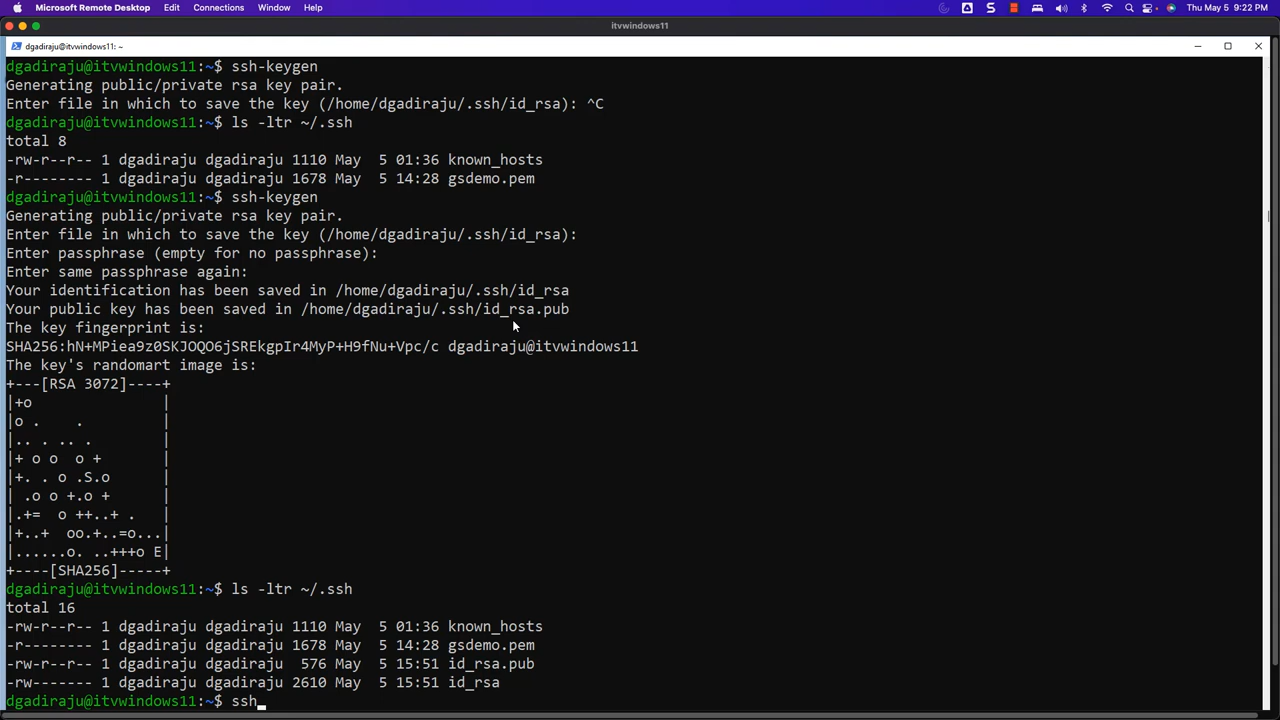 Microsoft Remote Desktop Edit Connections Window Help Thu May 5 9:22 PM
itvwindows11
dgadiraju@itvwindows11: ~
dgadiraju@itvwindows11:~$ ssh-keygen
Generating public/private rsa key pair.
Enter file in which to save the key (/home/dgadiraju/.ssh/id_rsa): ^C
dgadiraju@itvwindows11:~$ ls -ltr ~/.ssh
total 8
-rw-r--r-- 1 dgadiraju dgadiraju 1110 May  5 01:36 known_hosts
-r-------- 1 dgadiraju dgadiraju 1678 May  5 14:28 gsdemo.pem
dgadiraju@itvwindows11:~$ ssh-keygen
Generating public/private rsa key pair.
Enter file in which to save the key (/home/dgadiraju/.ssh/id_rsa):
Enter passphrase (empty for no passphrase):
Enter same passphrase again:
Your identification has been saved in /home/dgadiraju/.ssh/id_rsa
Your public key has been saved in /home/dgadiraju/.ssh/id_rsa.pub
The key fingerprint is:
SHA256:hN+MPiea9z0SKJOQO6jSREkgpIr4MyP+H9fNu+Vpc/c dgadiraju@itvwindows11
The key's randomart image is:
+---[RSA 3072]----+
|+o               |
|o .     .        |
|.. . .. .        |
|+ o o  o +       |
|+. . o .S.o      |
| .o o +.o +      |
|.+=  o ++..+ .   |
|+..+  oo.+..=o...|
|......o. ..+++o E|
+----[SHA256]-----+
dgadiraju@itvwindows11:~$ ls -ltr ~/.ssh
total 16
-rw-r--r-- 1 dgadiraju dgadiraju 1110 May  5 01:36 known_hosts
-r-------- 1 dgadiraju dgadiraju 1678 May  5 14:28 gsdemo.pem
-rw-r--r-- 1 dgadiraju dgadiraju  576 May  5 15:51 id_rsa.pub
-rw------- 1 dgadiraju dgadiraju 2610 May  5 15:51 id_rsa
dgadiraju@itvwindows11:~$ ssh